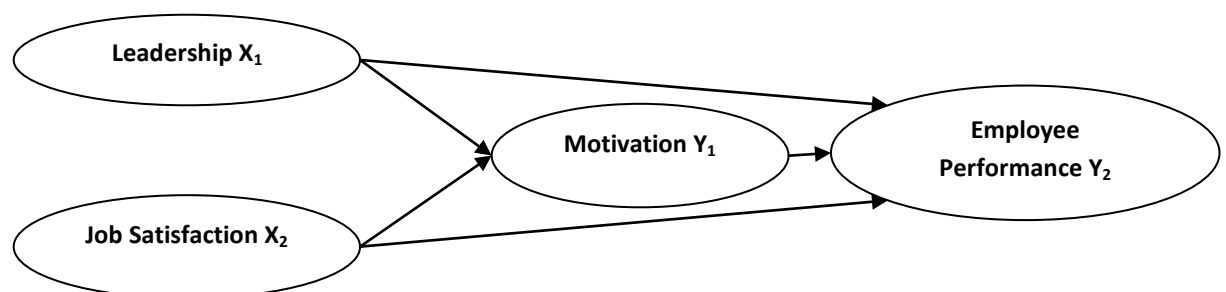 Leadership X₁
Motivation Y₁
Employee
Performance Y₂
Job Satisfaction X₂